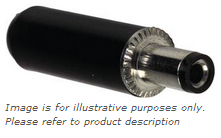 Image is for illustrative purposes only.
Please refer to product description